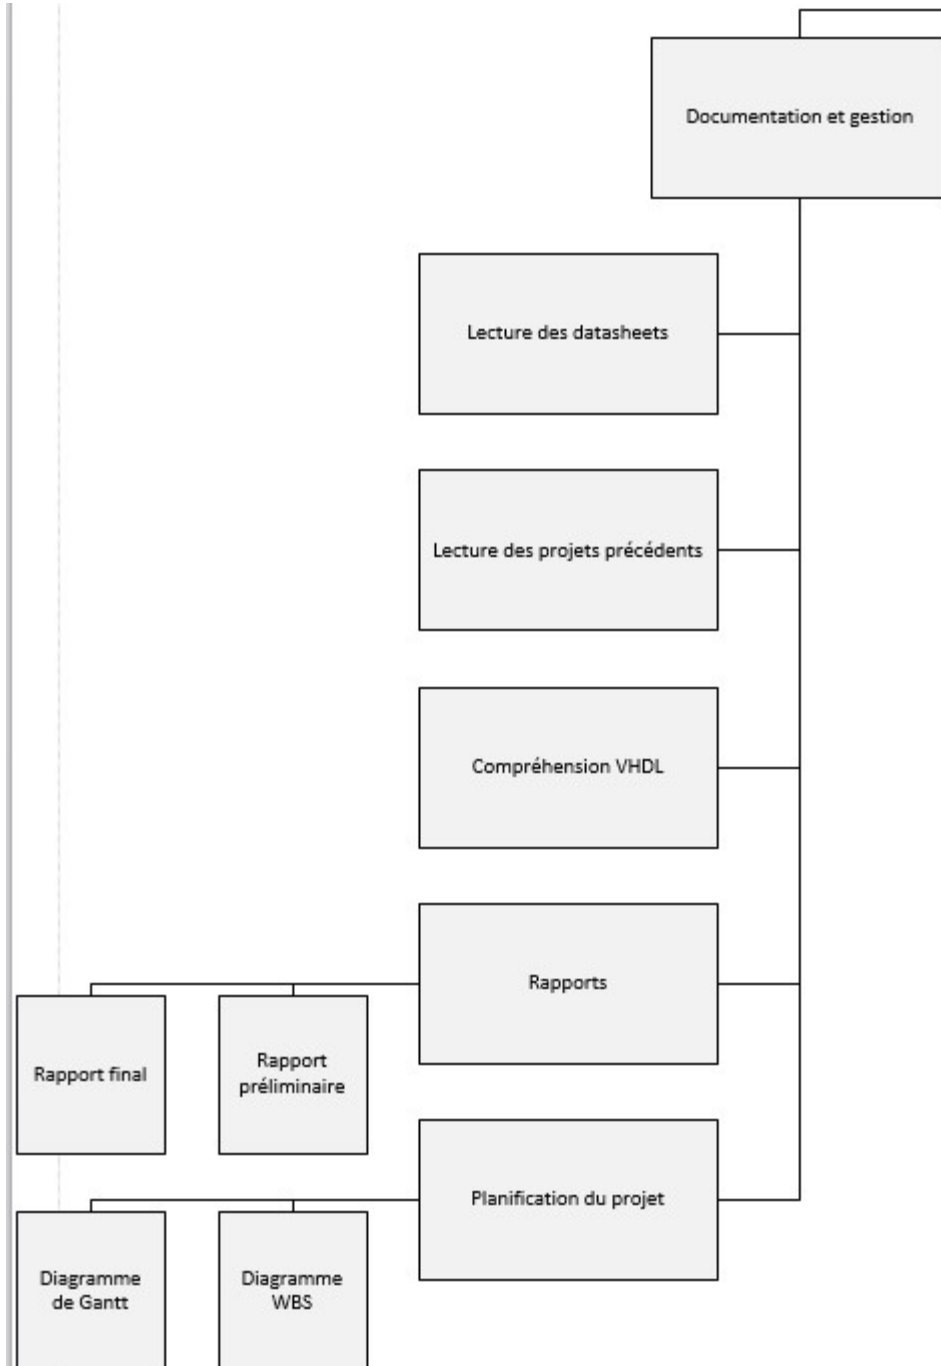 Documentation et gestion
Lecture des datasheets
Lecture des projets précédents
Compréhension VHDL
Rapports
Rapport final
Rapport
préliminaire
Planification du projet
Diagramme
de Gantt
Diagramme
WBS